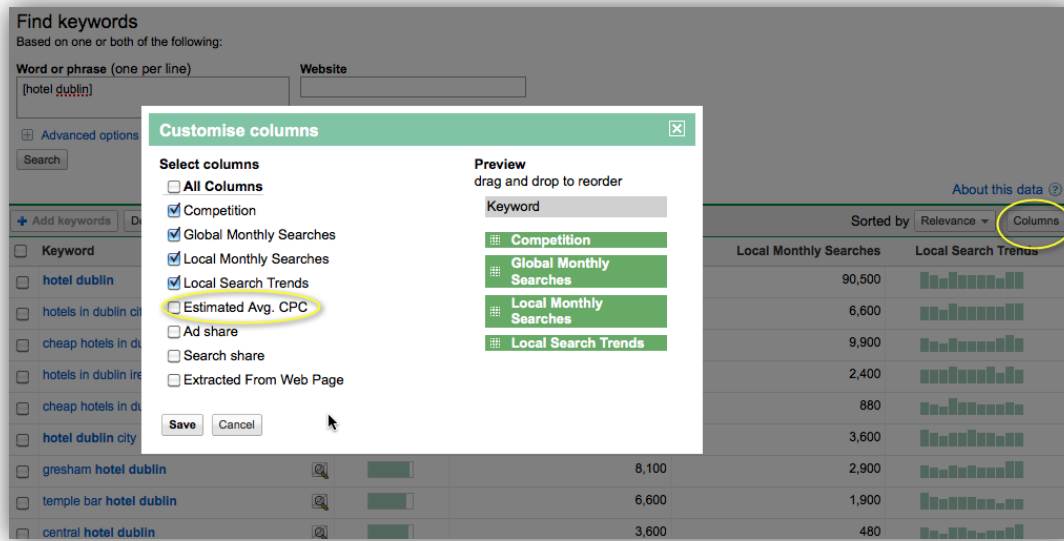 Find keywords
Based on one or both of the following:
Word or phrase (one per line)
Website
[hotel dublin]
Advanced options
Search
Customise columns
Select columns
All Columns
Competition
Global Monthly Searches
Local Monthly Searches
Local Search Trends
Estimated Avg. CPC
Ad share
Search share
Extracted From Web Page
Save
Cancel
Preview
drag and drop to reorder
Keyword
Competition
Global Monthly
Searches
Local Monthly
Searches
Local Search Trends
About this data
Add keywords
Sorted by
Relevance
Columns
Keyword
Local Monthly Searches
Local Search Trends
hotel dublin
90,500
hotels in dublin
6,600
cheap hotels in
9,900
hotels in dublin
2,400
cheap hotels in
880
hotel dublin city
3,600
gresham hotel dublin
8,100
2,900
temple bar hotel dublin
6,600
1,900
central hotel dublin
3,600
480